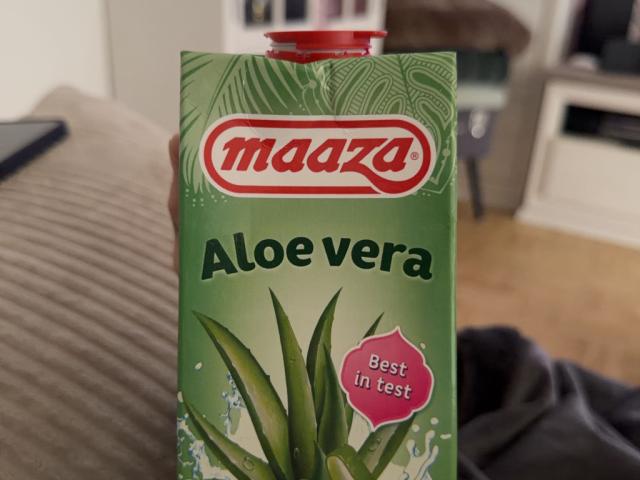 maaza®
Aloe vera
Best
in test